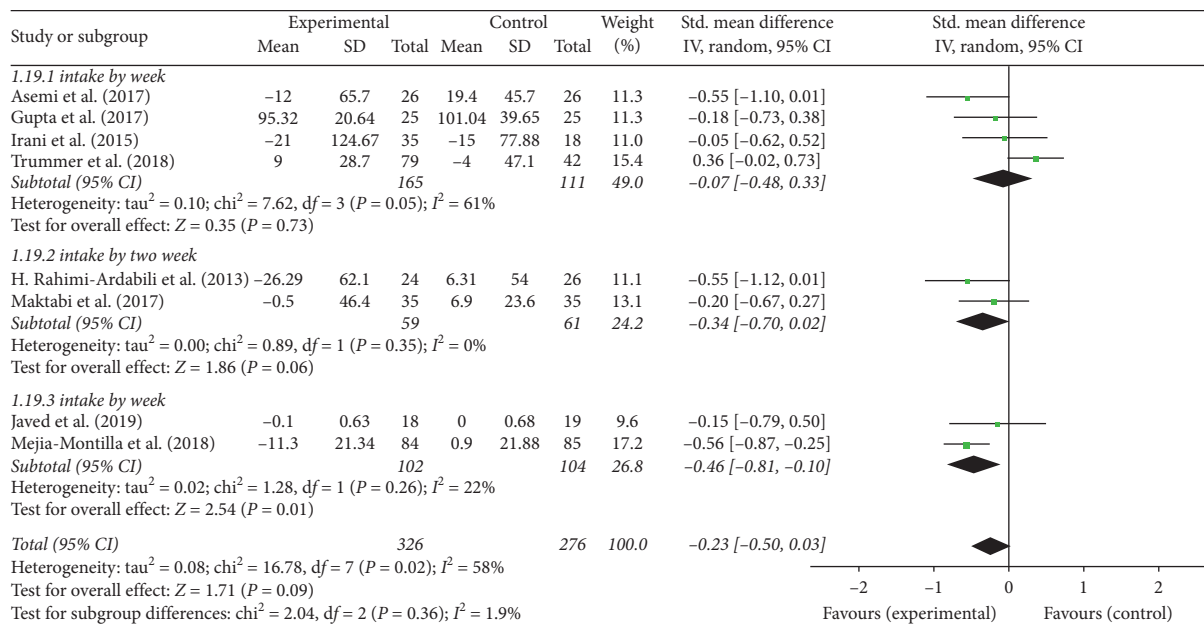 Study or subgroup Experimental Control Weight (%) Std. mean difference Std. mean difference
Mean SD Total Mean SD Total IV, random, 95% CI IV, random, 95% CI
1.19.1 intake by week
Asemi et al. (2017) –12 65.7 26 19.4 45.7 26 11.3 –0.55 [–1.10, 0.01]
Gupta et al. (2017) 95.32 20.64 25 101.04 39.65 25 11.3 –0.18 [–0.73, 0.38]
Irani et al. (2015) –21 124.67 35 –15 77.88 18 11.0 –0.05 [–0.62, 0.52]
Trummer et al. (2018) 9 28.7 79 –4 47.1 42 15.4 0.36 [–0.02, 0.73]
Subtotal (95% CI) 165 111 49.0 –0.07 [–0.48, 0.33]
Heterogeneity: tau² = 0.10; chi² = 7.62, df = 3 (P = 0.05); I² = 61%
Test for overall effect: Z = 0.35 (P = 0.73)
1.19.2 intake by two week
H. Rahimi-Ardabili et al. (2013) –26.29 62.1 24 6.31 54 26 11.1 –0.55 [–1.12, 0.01]
Maktabi et al. (2017) –0.5 46.4 35 6.9 23.6 35 13.1 –0.20 [–0.67, 0.27]
Subtotal (95% CI) 59 61 24.2 –0.34 [–0.70, 0.02]
Heterogeneity: tau² = 0.00; chi² = 0.89, df = 1 (P = 0.35); I² = 0%
Test for overall effect: Z = 1.86 (P = 0.06)
1.19.3 intake by week
Javed et al. (2019) –0.1 0.63 18 0 0.68 19 9.6 –0.15 [–0.79, 0.50]
Mejia-Montilla et al. (2018) –11.3 21.34 84 0.9 21.88 85 17.2 –0.56 [–0.87, –0.25]
Subtotal (95% CI) 102 104 26.8 –0.46 [–0.81, –0.10]
Heterogeneity: tau² = 0.02; chi² = 1.28, df = 1 (P = 0.26); I² = 22%
Test for overall effect: Z = 2.54 (P = 0.01)
Total (95% CI) 326 276 100.0 –0.23 [–0.50, 0.03]
Heterogeneity: tau² = 0.08; chi² = 16.78, df = 7 (P = 0.02); I² = 58%
Test for overall effect: Z = 1.71 (P = 0.09)
Test for subgroup differences: chi² = 2.04, df = 2 (P = 0.36); I² = 1.9%
–2 –1 0 1 2
Favours (experimental) Favours (control)